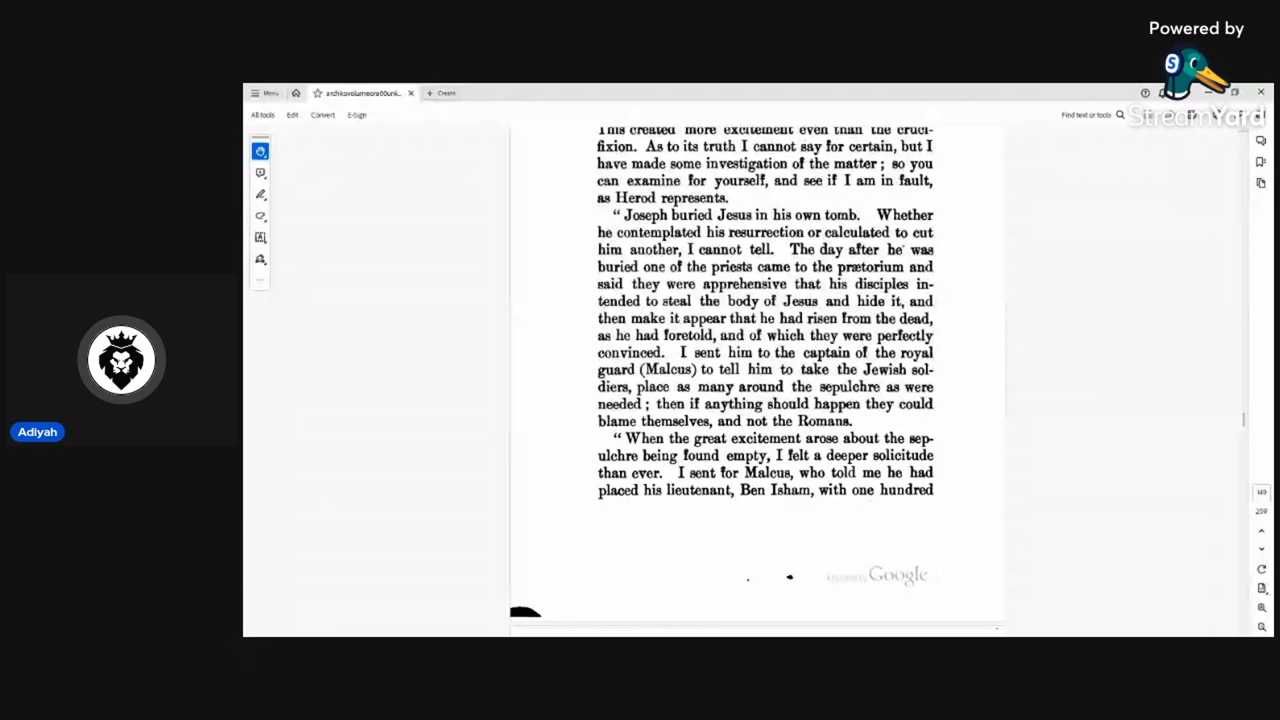 Powered by
StreamYard
Menu
archkovolumeora00unk...
Create
All tools
Edit
Convert
E-Sign
Find text or tools
This created more excitement even than the cruci-
fixion. As to its truth I cannot say for certain, but I
have made some investigation of the matter; so you
can examine for yourself, and see if I am in fault,
as Herod represents.
“ Joseph buried Jesus in his own tomb. Whether
he contemplated his resurrection or calculated to cut
him another, I cannot tell. The day after he was
buried one of the priests came to the prætorium and
said they were apprehensive that his disciples in-
tended to steal the body of Jesus and hide it, and
then make it appear that he had risen from the dead,
as he had foretold, and of which they were perfectly
convinced. I sent him to the captain of the royal
guard (Malcus) to tell him to take the Jewish sol-
diers, place as many around the sepulchre as were
needed; then if anything should happen they could
blame themselves, and not the Romans.
“ When the great excitement arose about the sep-
ulchre being found empty, I felt a deeper solicitude
than ever. I sent for Malcus, who told me he had
placed his lieutenant, Ben Isham, with one hundred
Google
Adiyah
149
259